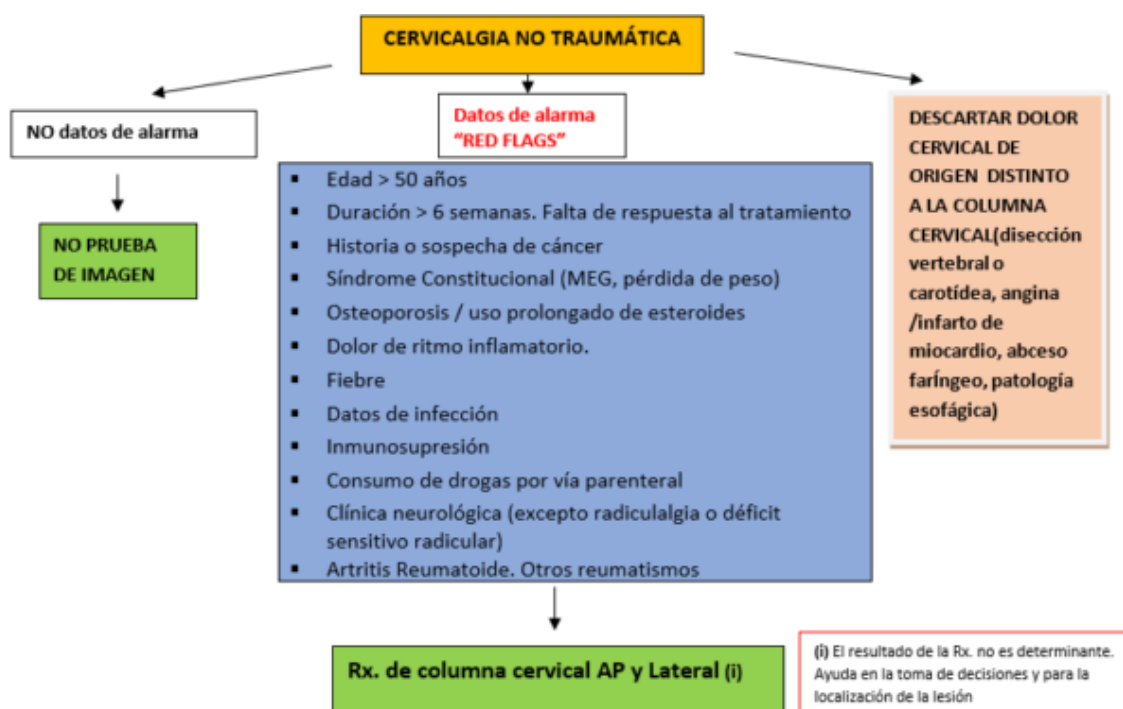 CERVICALGIA NO TRAUMÁTICA
NO datos de alarma
NO PRUEBA
DE IMAGEN
Datos de alarma
“RED FLAGS”
▪ Edad > 50 años
▪ Duración > 6 semanas. Falta de respuesta al tratamiento
▪ Historia o sospecha de cáncer
▪ Síndrome Constitucional (MEG, pérdida de peso)
▪ Osteoporosis / uso prolongado de esteroides
▪ Dolor de ritmo inflamatorio.
▪ Fiebre
▪ Datos de infección
▪ Inmunosupresión
▪ Consumo de drogas por vía parenteral
▪ Clínica neurológica (excepto radiculalgia o déficit
sensitivo radicular)
▪ Artritis Reumatoide. Otros reumatismos
Rx. de columna cervical AP y Lateral (i)
DESCARTAR DOLOR
CERVICAL DE
ORIGEN DISTINTO
A LA COLUMNA
CERVICAL(disección
vertebral o
carotídea, angina
/infarto de
miocardio, abceso
farÍngeo, patología
esofágica)
(i) El resultado de la Rx. no es determinante.
Ayuda en la toma de decisiones y para la
localización de la lesión